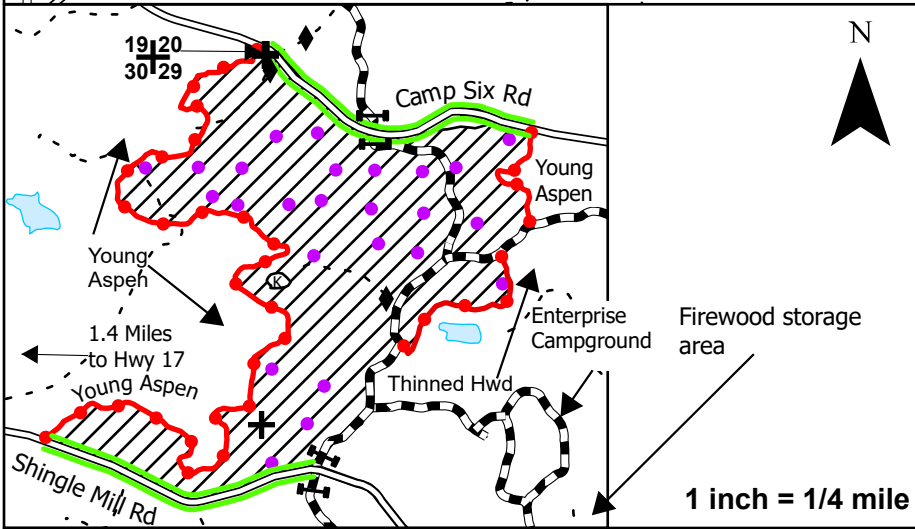 19 20
30 29
N
Camp Six Rd
Young
Aspen
Young
Aspen
K
1.4 Miles
to Hwy 17
Enterprise
Campground
Firewood storage
area
Young Aspen
Thinned Hwd
Shingle Mill Rd
1 inch = 1/4 mile